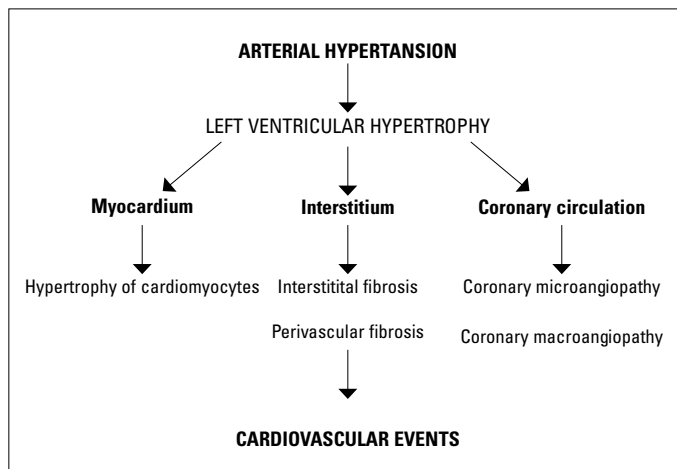 ARTERIAL HYPERTANSION
LEFT VENTRICULAR HYPERTROPHY
Myocardium
Interstitium
Coronary circulation
Hypertrophy of cardiomyocytes
Interstitital fibrosis
Coronary microangiopathy
Perivascular fibrosis
Coronary macroangiopathy
CARDIOVASCULAR EVENTS